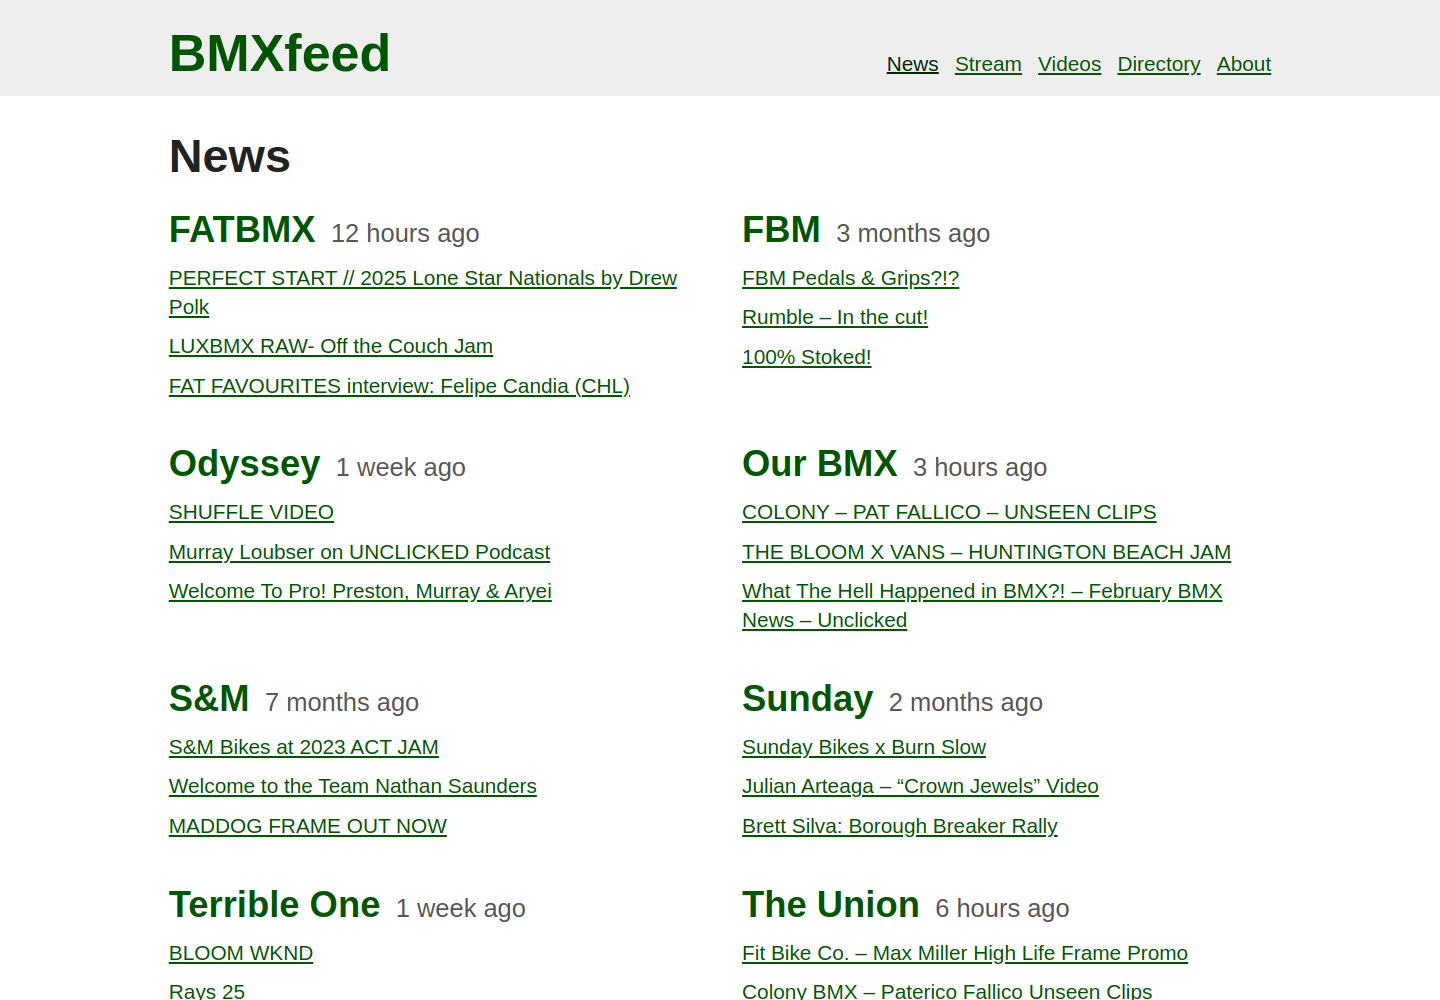 BMXfeed
News Stream Videos Directory About
News
FATBMX 12 hours ago
PERFECT START // 2025 Lone Star Nationals by Drew
Polk
LUXBMX RAW- Off the Couch Jam
FAT FAVOURITES interview: Felipe Candia (CHL)
FBM 3 months ago
FBM Pedals & Grips?!?
Rumble – In the cut!
100% Stoked!
Odyssey 1 week ago
SHUFFLE VIDEO
Murray Loubser on UNCLICKED Podcast
Welcome To Pro! Preston, Murray & Aryei
Our BMX 3 hours ago
COLONY – PAT FALLICO – UNSEEN CLIPS
THE BLOOM X VANS – HUNTINGTON BEACH JAM
What The Hell Happened in BMX?! – February BMX
News – Unclicked
S&M 7 months ago
S&M Bikes at 2023 ACT JAM
Welcome to the Team Nathan Saunders
MADDOG FRAME OUT NOW
Sunday 2 months ago
Sunday Bikes x Burn Slow
Julian Arteaga – “Crown Jewels” Video
Brett Silva: Borough Breaker Rally
Terrible One 1 week ago
BLOOM WKND
Rays 25
The Union 6 hours ago
Fit Bike Co. – Max Miller High Life Frame Promo
Colony BMX – Paterico Fallico Unseen Clips